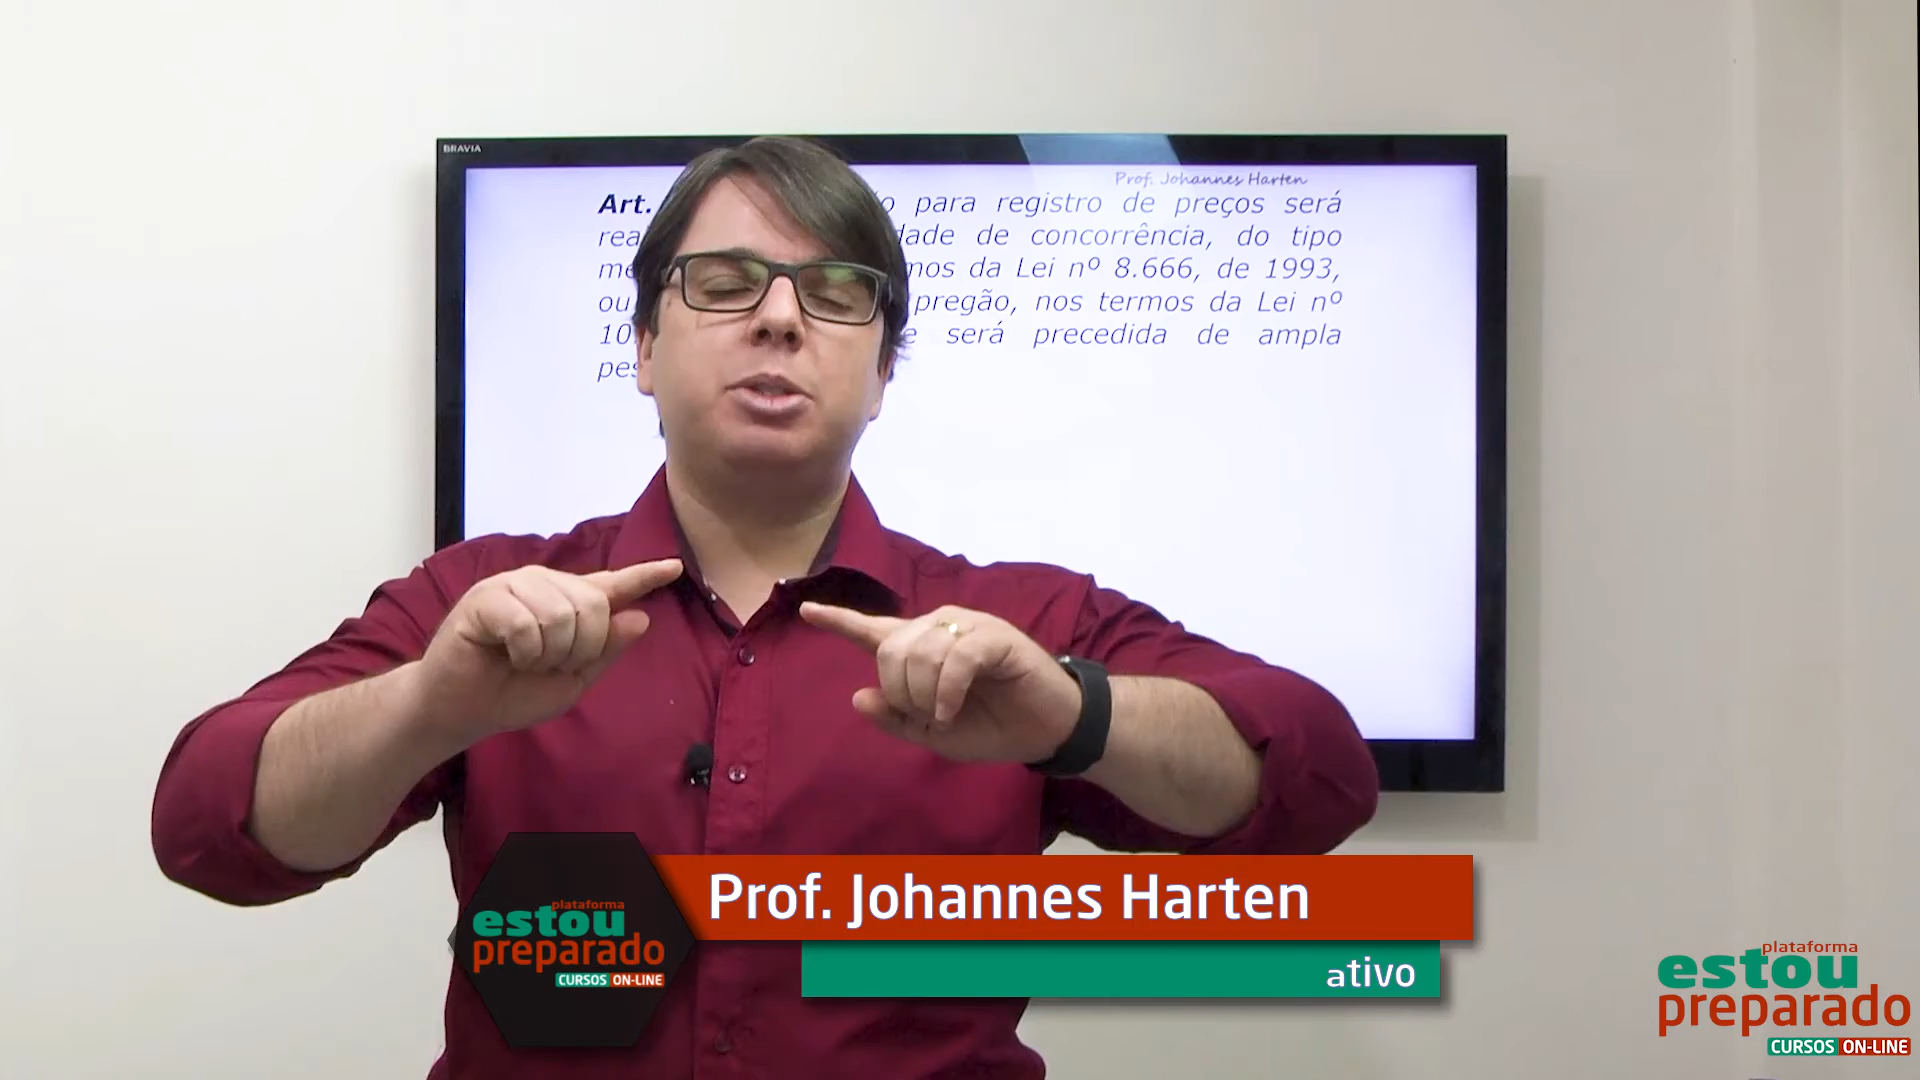 BRAVIA
Prof. Johannes Harten
Art. para registro de preços será
de concorrência, do tipo
da Lei nº 8.666, de 1993,
ou pregão, nos termos da Lei nº
será precedida de ampla
Prof. Johannes Harten
ativo
plataforma
estou
preparado
CURSOS ON-LINE
plataforma
estou
preparado
CURSOS ON-LINE